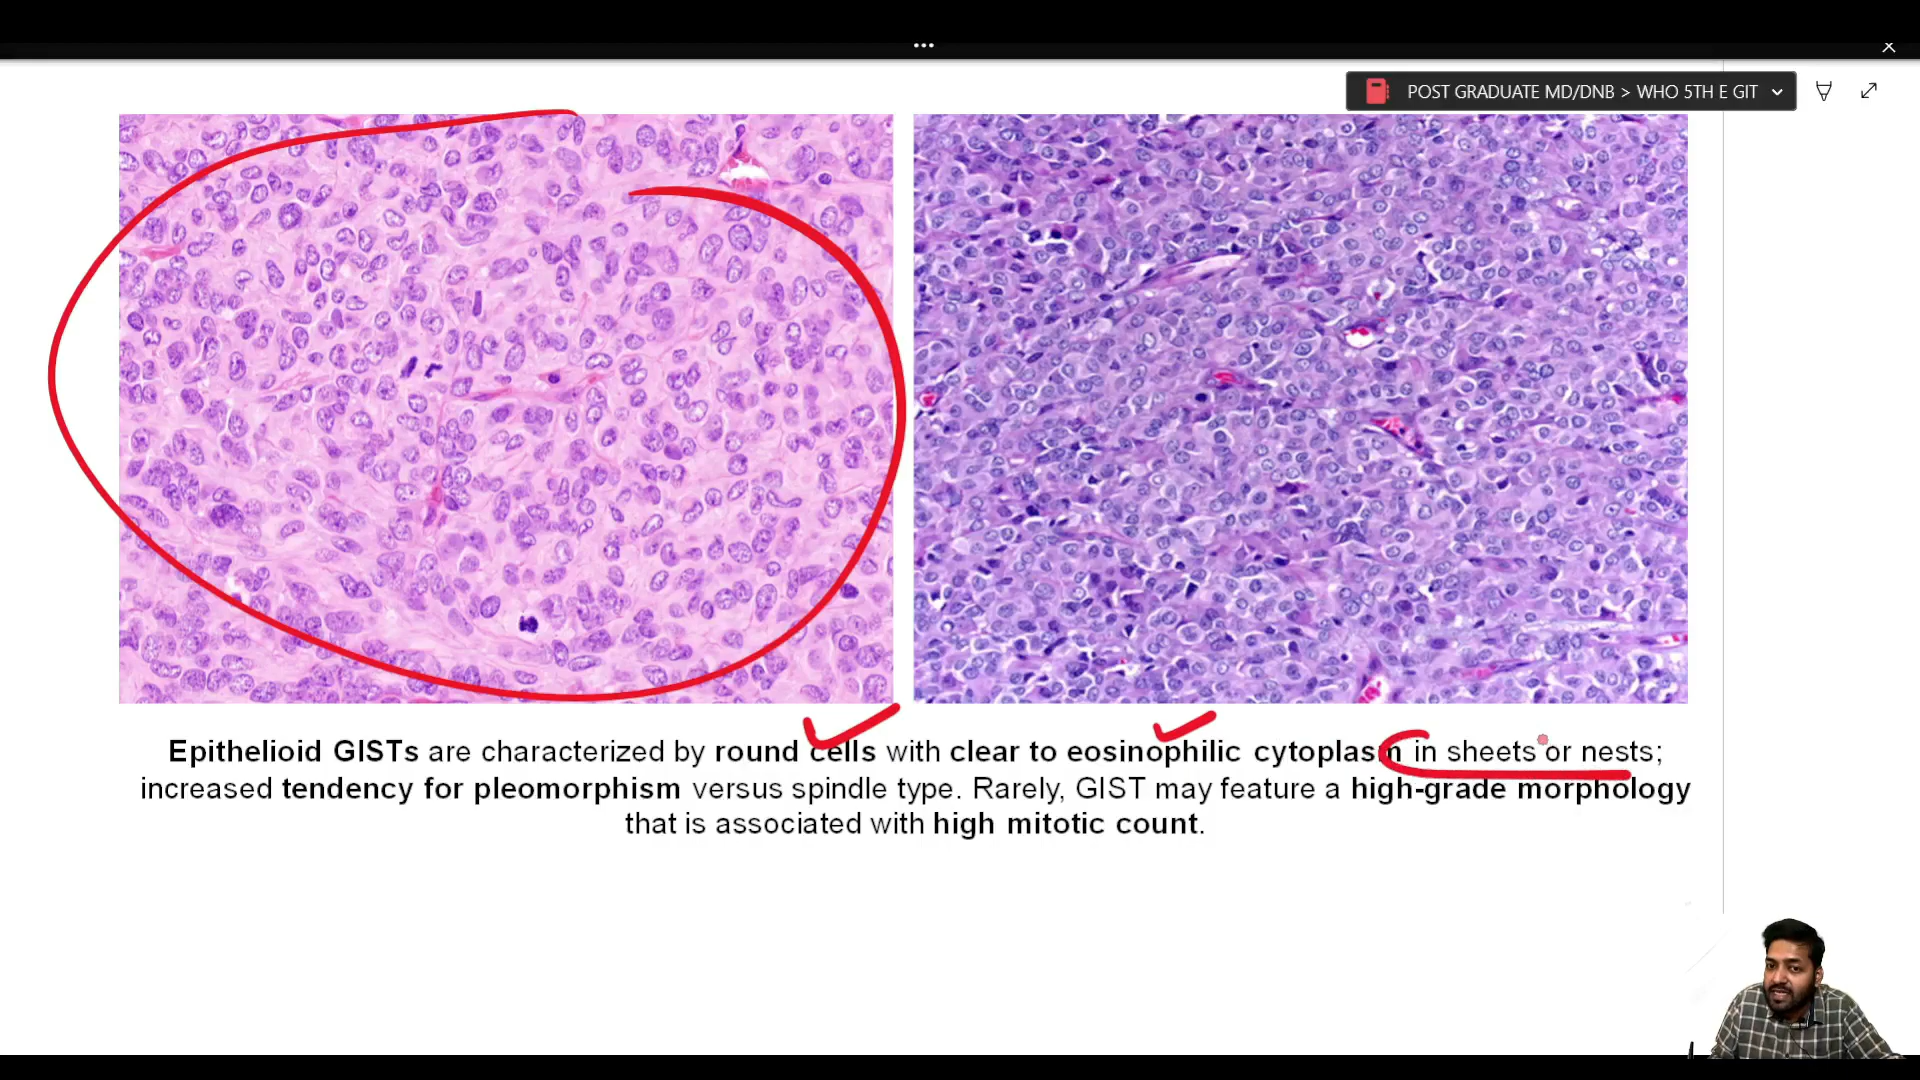 ...
POST GRADUATE MD/DNB > WHO 5TH E GIT
Epithelioid GISTs are characterized by round cells with clear to eosinophilic cytoplasm in sheets or nests;
increased tendency for pleomorphism versus spindle type. Rarely, GIST may feature a high-grade morphology
that is associated with high mitotic count.